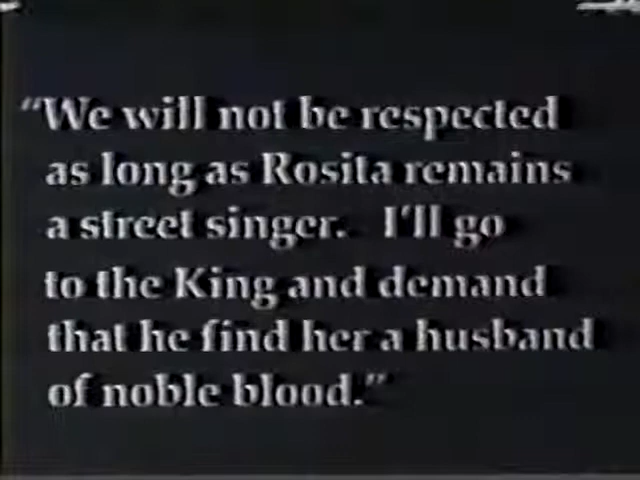 “We will not be respected
as long as Rosita remains
a street singer. I'll go
to the King and demand
that he find her a husband
of noble blood.”